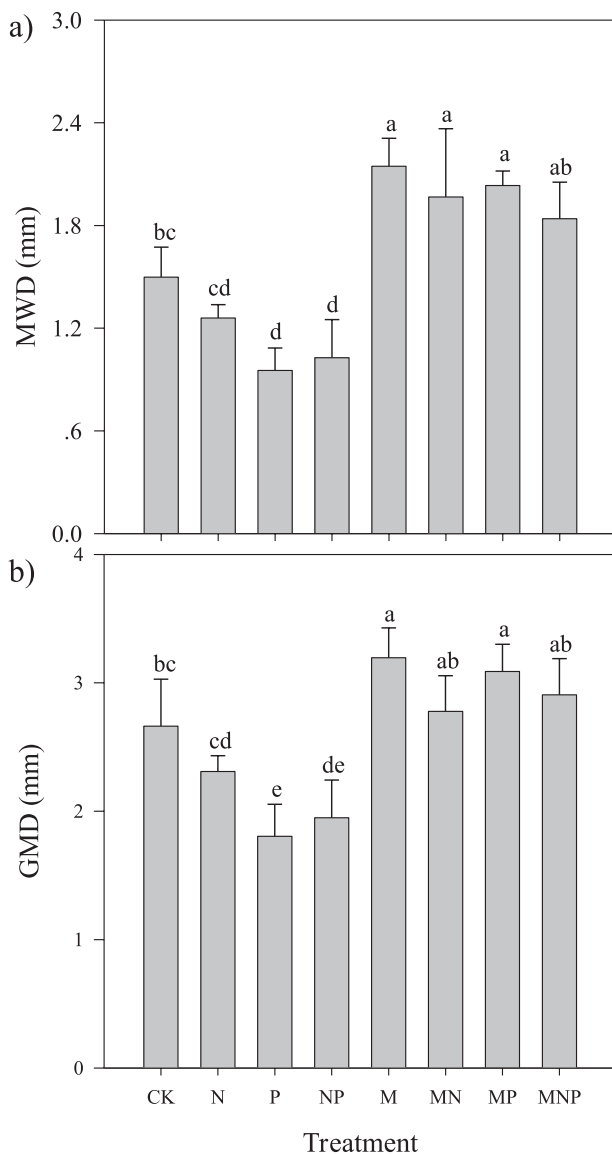 a)
3.0
2.4
1.8
1.2
.6
0.0
MWD (mm)
bc
cd
d
d
a
a
a
ab
b)
4
3
2
1
0
GMD (mm)
bc
cd
e
de
a
ab
a
ab
CK N P NP M MN MP MNP
Treatment